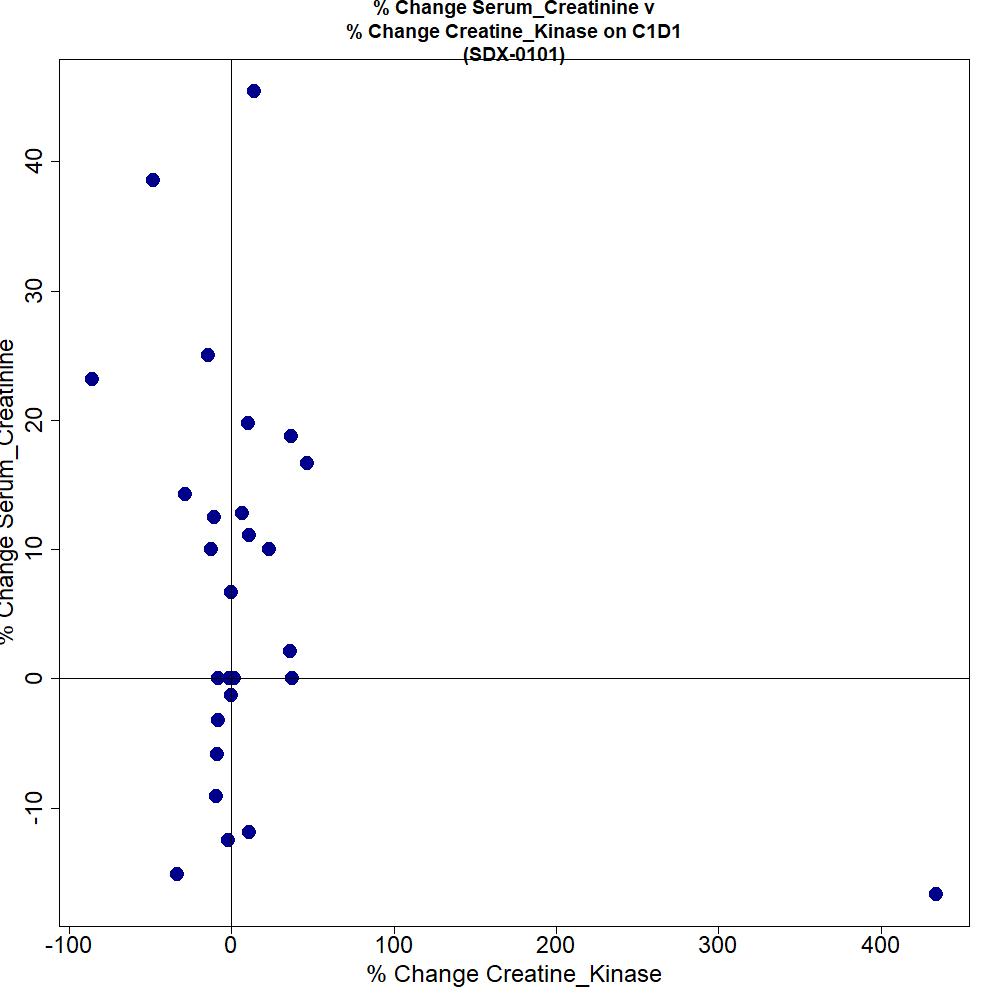 % Change Serum_Creatinine v
% Change Creatine_Kinase on C1D1
(SDX-0101)
% Change Serum_Creatinine
40
30
20
10
0
-10
-100 0 100 200 300 400
% Change Creatine_Kinase